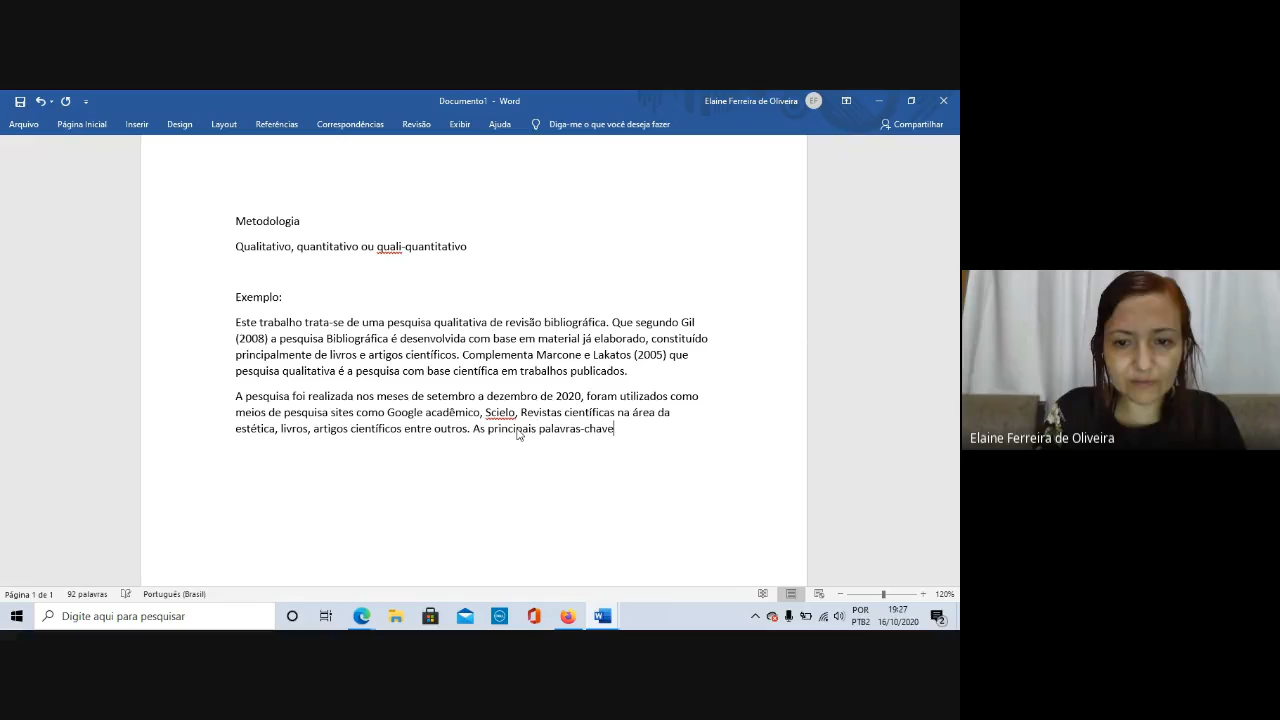 Documento1 - Word
Elaine Ferreira de Oliveira
EF
Arquivo
Página Inicial
Inserir
Design
Layout
Referências
Correspondências
Revisão
Exibir
Ajuda
Diga-me o que você deseja fazer
Compartilhar
Metodologia
Qualitativo, quantitativo ou quali-quantitativo
Exemplo:
Este trabalho trata-se de uma pesquisa qualitativa de revisão bibliográfica. Que segundo Gil
(2008) a pesquisa Bibliográfica é desenvolvida com base em material já elaborado, constituído
principalmente de livros e artigos científicos. Complementa Marcone e Lakatos (2005) que
pesquisa qualitativa é a pesquisa com base científica em trabalhos publicados.
A pesquisa foi realizada nos meses de setembro a dezembro de 2020, foram utilizados como
meios de pesquisa sites como Google acadêmico, Scielo, Revistas científicas na área da
estética, livros, artigos científicos entre outros. As principais palavras-chave
Elaine Ferreira de Oliveira
Página 1 de 1
92 palavras
Português (Brasil)
120%
Digite aqui para pesquisar
POR
PTB2
19:27
16/10/2020
2